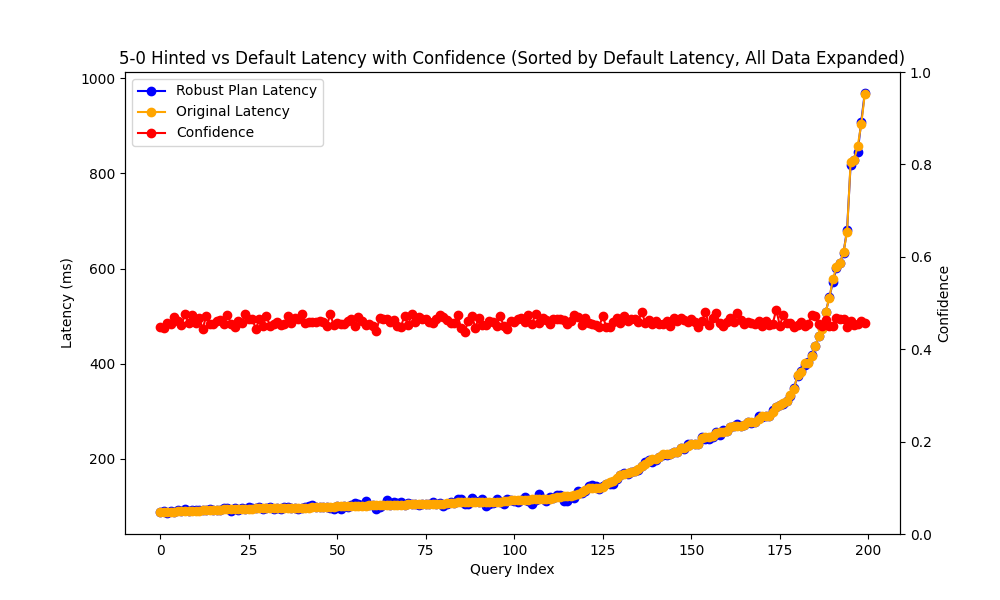 5-0 Hinted vs Default Latency with Confidence (Sorted by Default Latency, All Data Expanded)
Robust Plan Latency
Original Latency
Confidence
1000
800
600
400
200
Latency (ms)
1.0
0.8
0.6
0.4
0.2
0.0
Confidence
0 25 50 75 100 125 150 175 200
Query Index